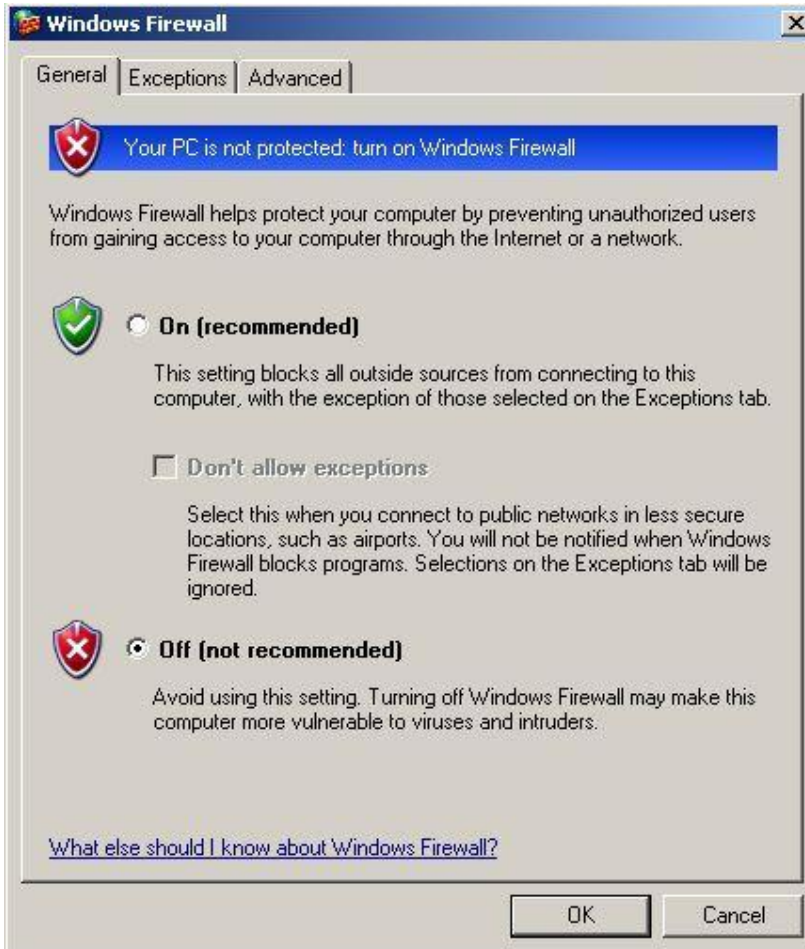 Windows Firewall
General Exceptions Advanced
Your PC is not protected: turn on Windows Firewall
Windows Firewall helps protect your computer by preventing unauthorized users
from gaining access to your computer through the Internet or a network.
On (recommended)
This setting blocks all outside sources from connecting to this
computer, with the exception of those selected on the Exceptions tab.
Don't allow exceptions
Select this when you connect to public networks in less secure
locations, such as airports. You will not be notified when Windows
Firewall blocks programs. Selections on the Exceptions tab will be
ignored.
Off (not recommended)
Avoid using this setting. Turning off Windows Firewall may make this
computer more vulnerable to viruses and intruders.
What else should I know about Windows Firewall?
OK Cancel